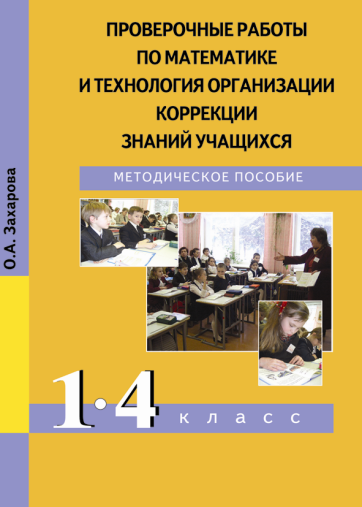 ПРОВЕРОЧНЫЕ РАБОТЫ
ПО МАТЕМАТИКЕ
И ТЕХНОЛОГИЯ ОРГАНИЗАЦИИ
КОРРЕКЦИИ
ЗНАНИЙ УЧАЩИХСЯ
МЕТОДИЧЕСКОЕ ПОСОБИЕ
О.А. Захарова
1·4 класс